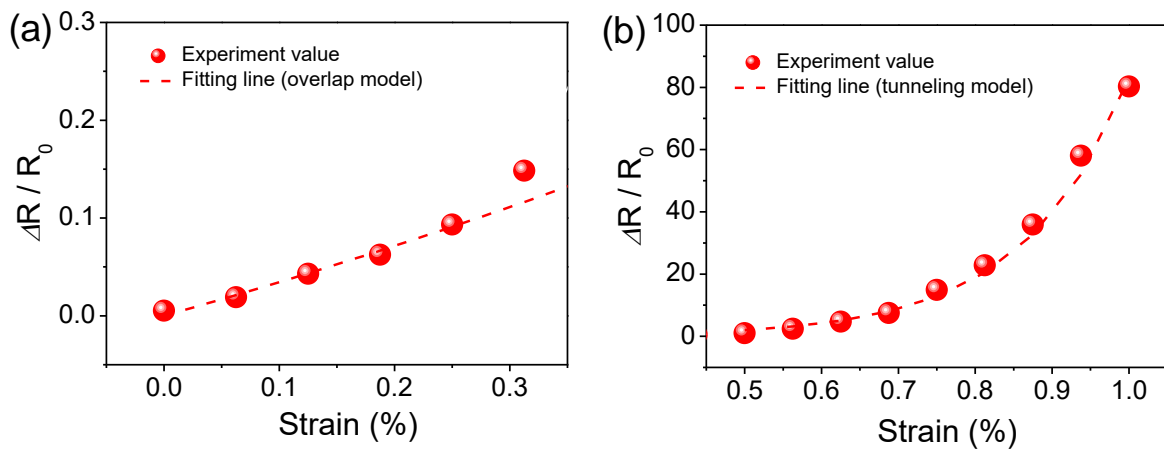 (a)
Experiment value
Fitting line (overlap model)
0.3
0.2
0.1
0.0
ΔR / R₀
0.0 0.1 0.2 0.3
Strain (%)
(b)
Experiment value
Fitting line (tunneling model)
100
80
60
40
20
0
ΔR / R₀
0.5 0.6 0.7 0.8 0.9 1.0
Strain (%)